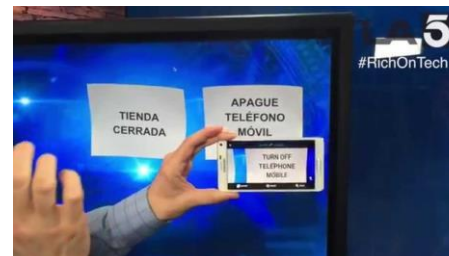 5
#RichOnTech
TIENDA
CERRADA
APAGUE
TELÉFONO
MÓVIL
TURN OFF
TELEPHONE
MOBILE